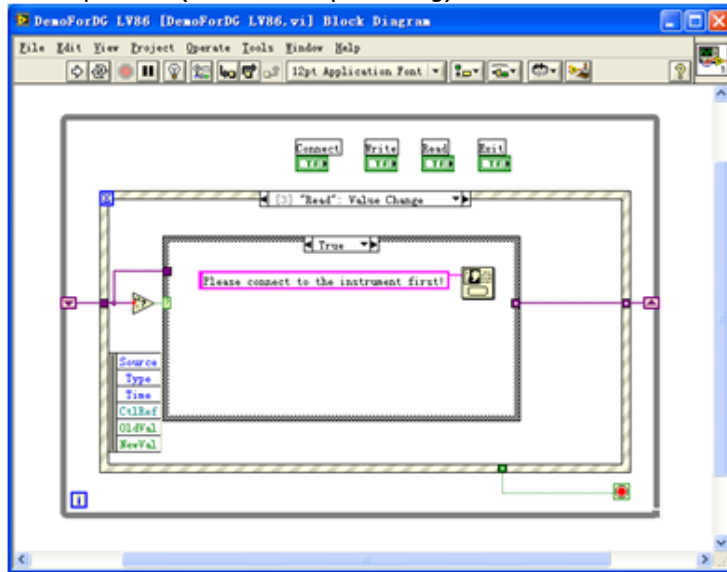 DemoForDG LV86 [DemoForDG LV86.vi] Block Diagram
File Edit View Project Operate Tools Window Help
12pt Application Font
Connect Write Read Exit
TF TF TF TF
[3] "Read": Value Change
True
Please connect to the instrument first!
Source
Type
Time
CtlRef
OldVal
NewVal
i